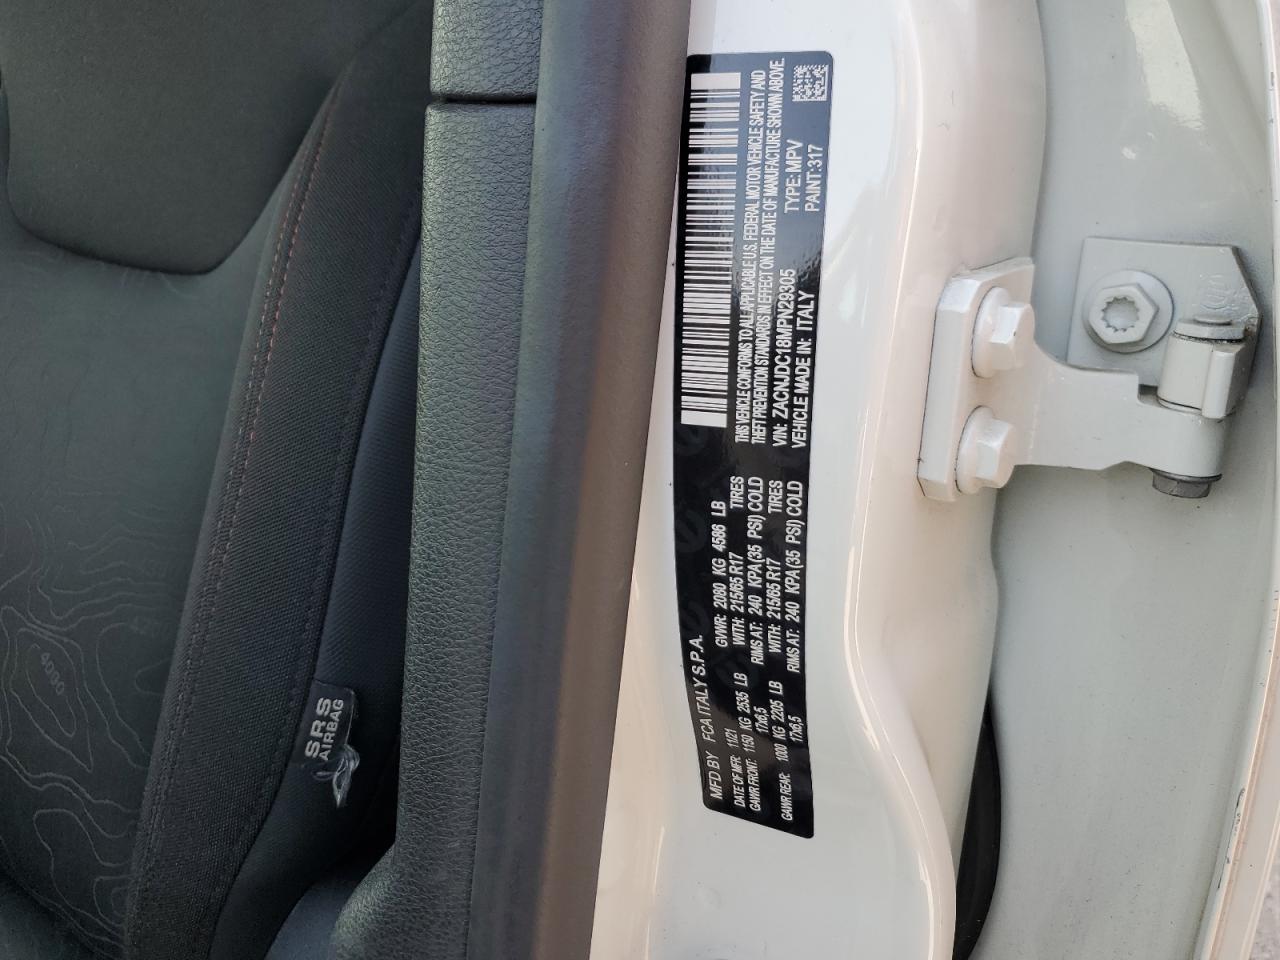 MFD BY FCA ITALY S.P.A.
DATE OF MFR: 11/21 GVWR: 2080 KG 4586 LB
GAWR FRONT: 1150 KG 2535 LB WITH: 215/65 R17 TIRES
17x6,5 RIMS AT: 240 KPA(35 PSI) COLD
GAWR REAR: 1000 KG 2205 LB WITH: 215/65 R17 TIRES
17x6,5 RIMS AT: 240 KPA(35 PSI) COLD
THIS VEHICLE CONFORMS TO ALL APPLICABLE U.S. FEDERAL MOTOR VEHICLE SAFETY AND
THEFT PREVENTION STANDARDS IN EFFECT ON THE DATE OF MANUFACTURE SHOWN ABOVE.
VIN: ZACNJDC18MPN29305 TYPE: MPV
VEHICLE MADE IN: ITALY PAINT: 317
SRS
AIRBAG
4090